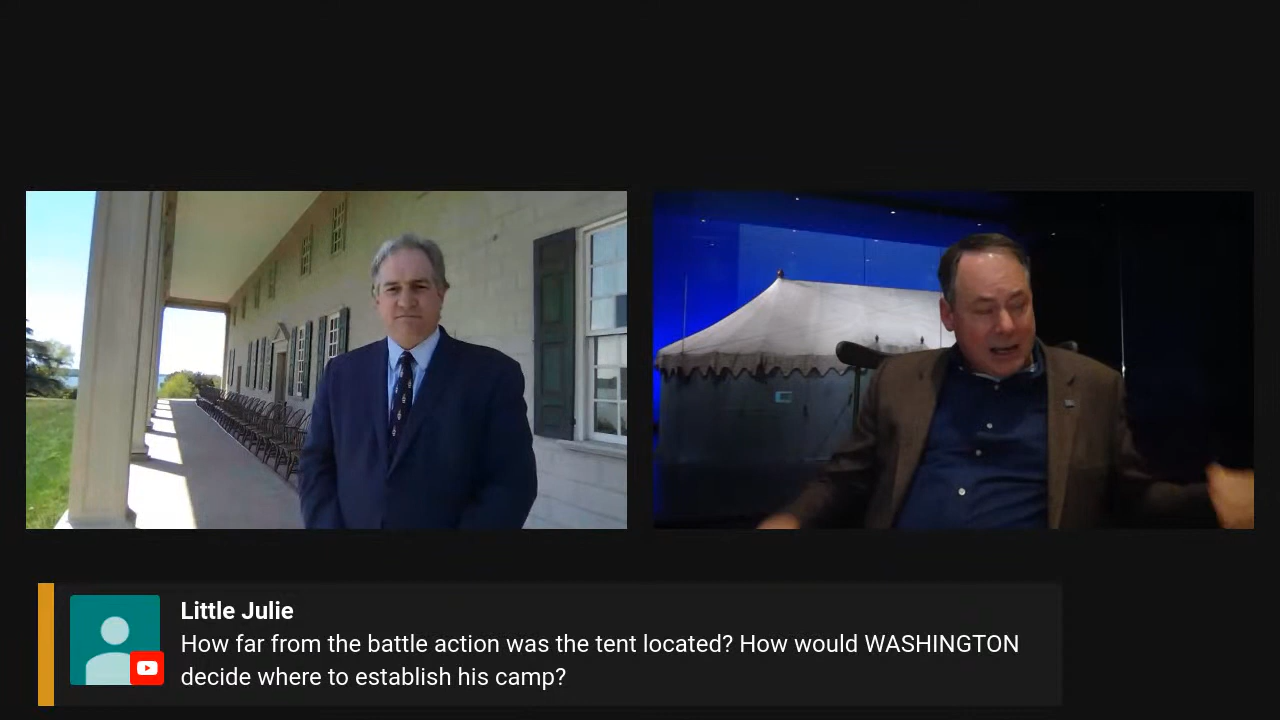 Little Julie
How far from the battle action was the tent located? How would WASHINGTON
decide where to establish his camp?